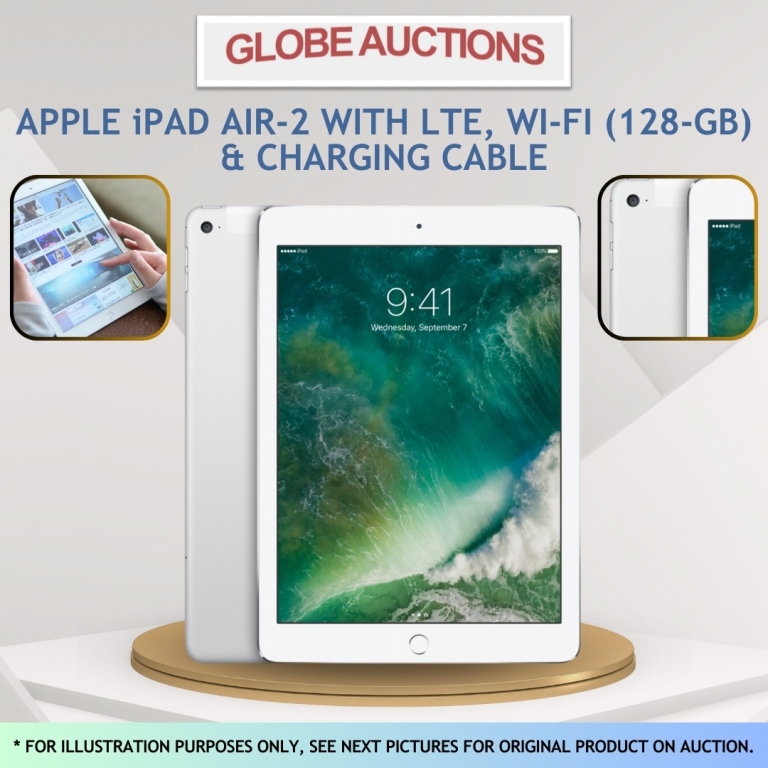 GLOBE AUCTIONS
APPLE iPAD AIR-2 WITH LTE, WI-FI (128-GB)
& CHARGING CABLE
iPad
100%
9:41
Wednesday, September 7
iPad
* FOR ILLUSTRATION PURPOSES ONLY, SEE NEXT PICTURES FOR ORIGINAL PRODUCT ON AUCTION.